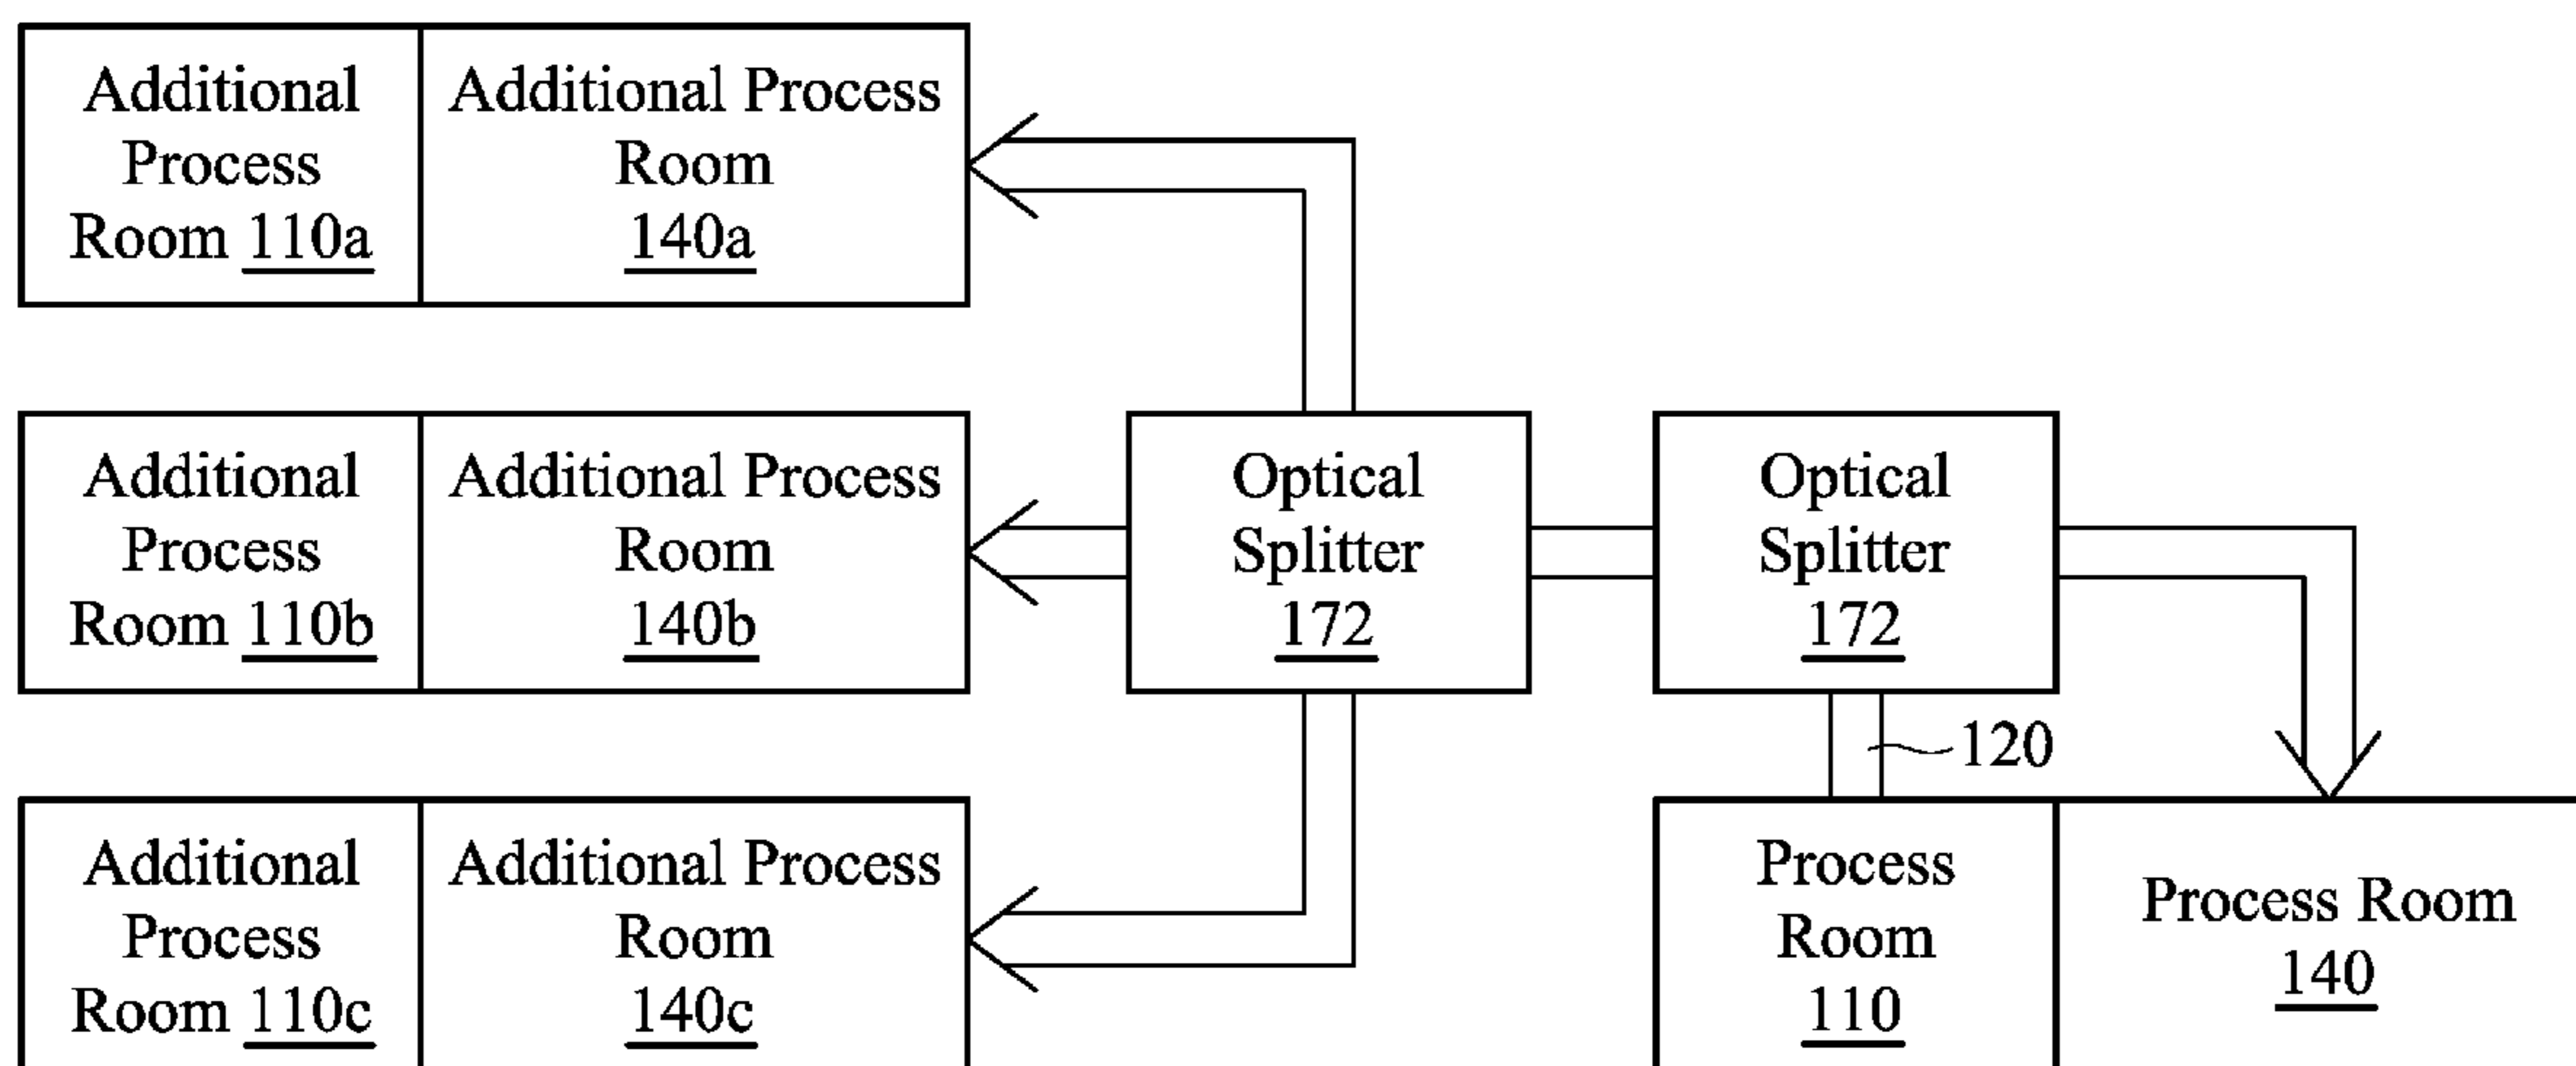 Additional
Process
Room 110a
Additional Process
Room
140a
Additional
Process
Room 110b
Additional Process
Room
140b
Optical
Splitter
172
Optical
Splitter
172
120
Additional
Process
Room 110c
Additional Process
Room
140c
Process
Room
110
Process Room
140